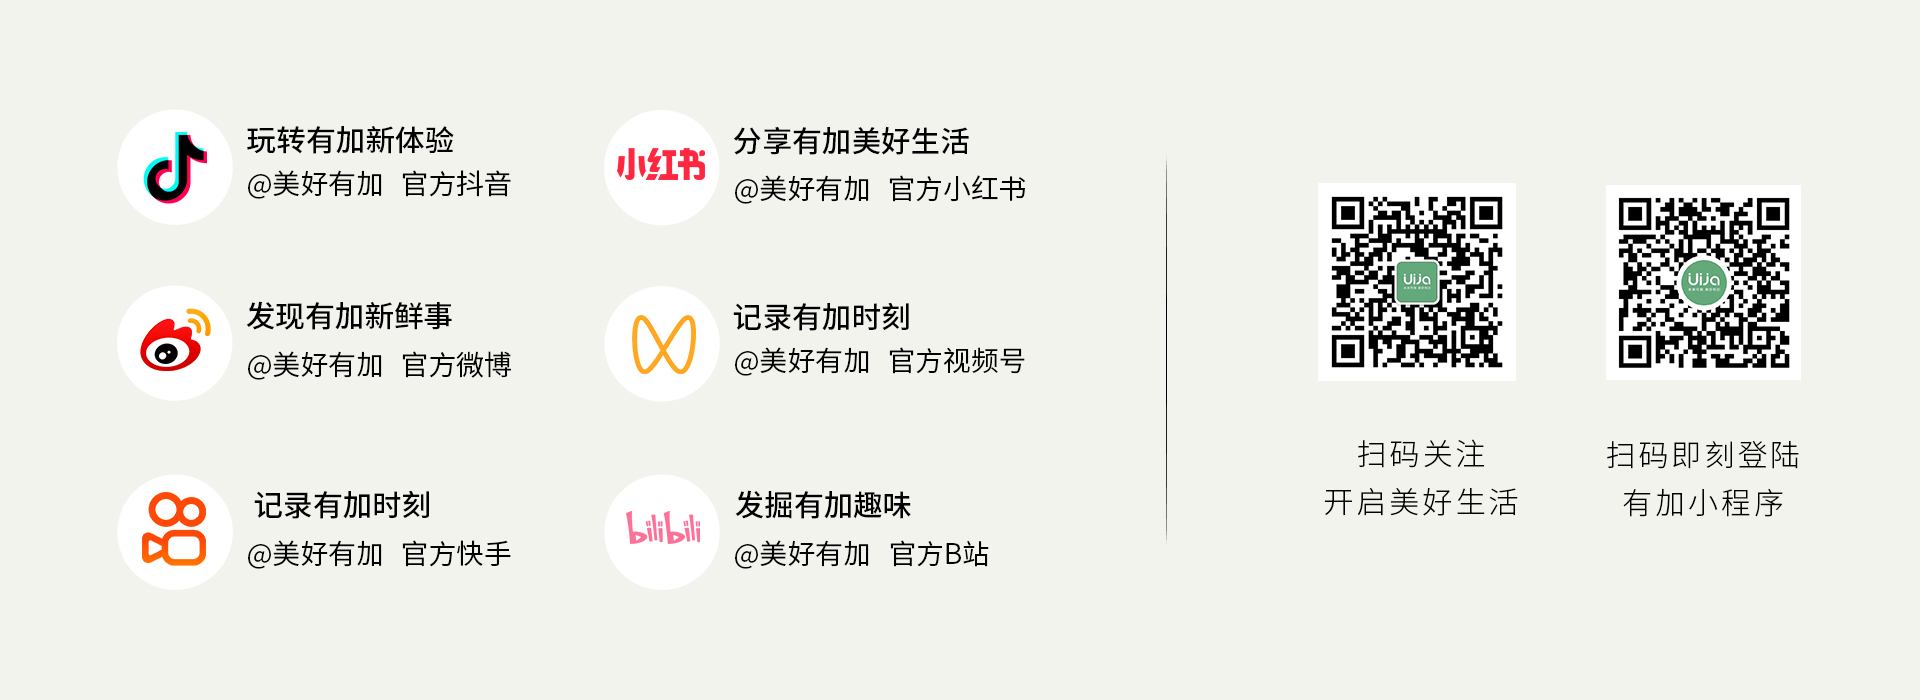 玩转有加新体验
@美好有加 官方抖音
小红书
分享有加美好生活
@美好有加 官方小红书
发现有加新鲜事
@美好有加 官方微博
记录有加时刻
@美好有加 官方视频号
记录有加时刻
@美好有加 官方快手
bilibili
发掘有加趣味
@美好有加 官方B站
UJja
扫码关注
开启美好生活
UJja
扫码即刻登陆
有加小程序